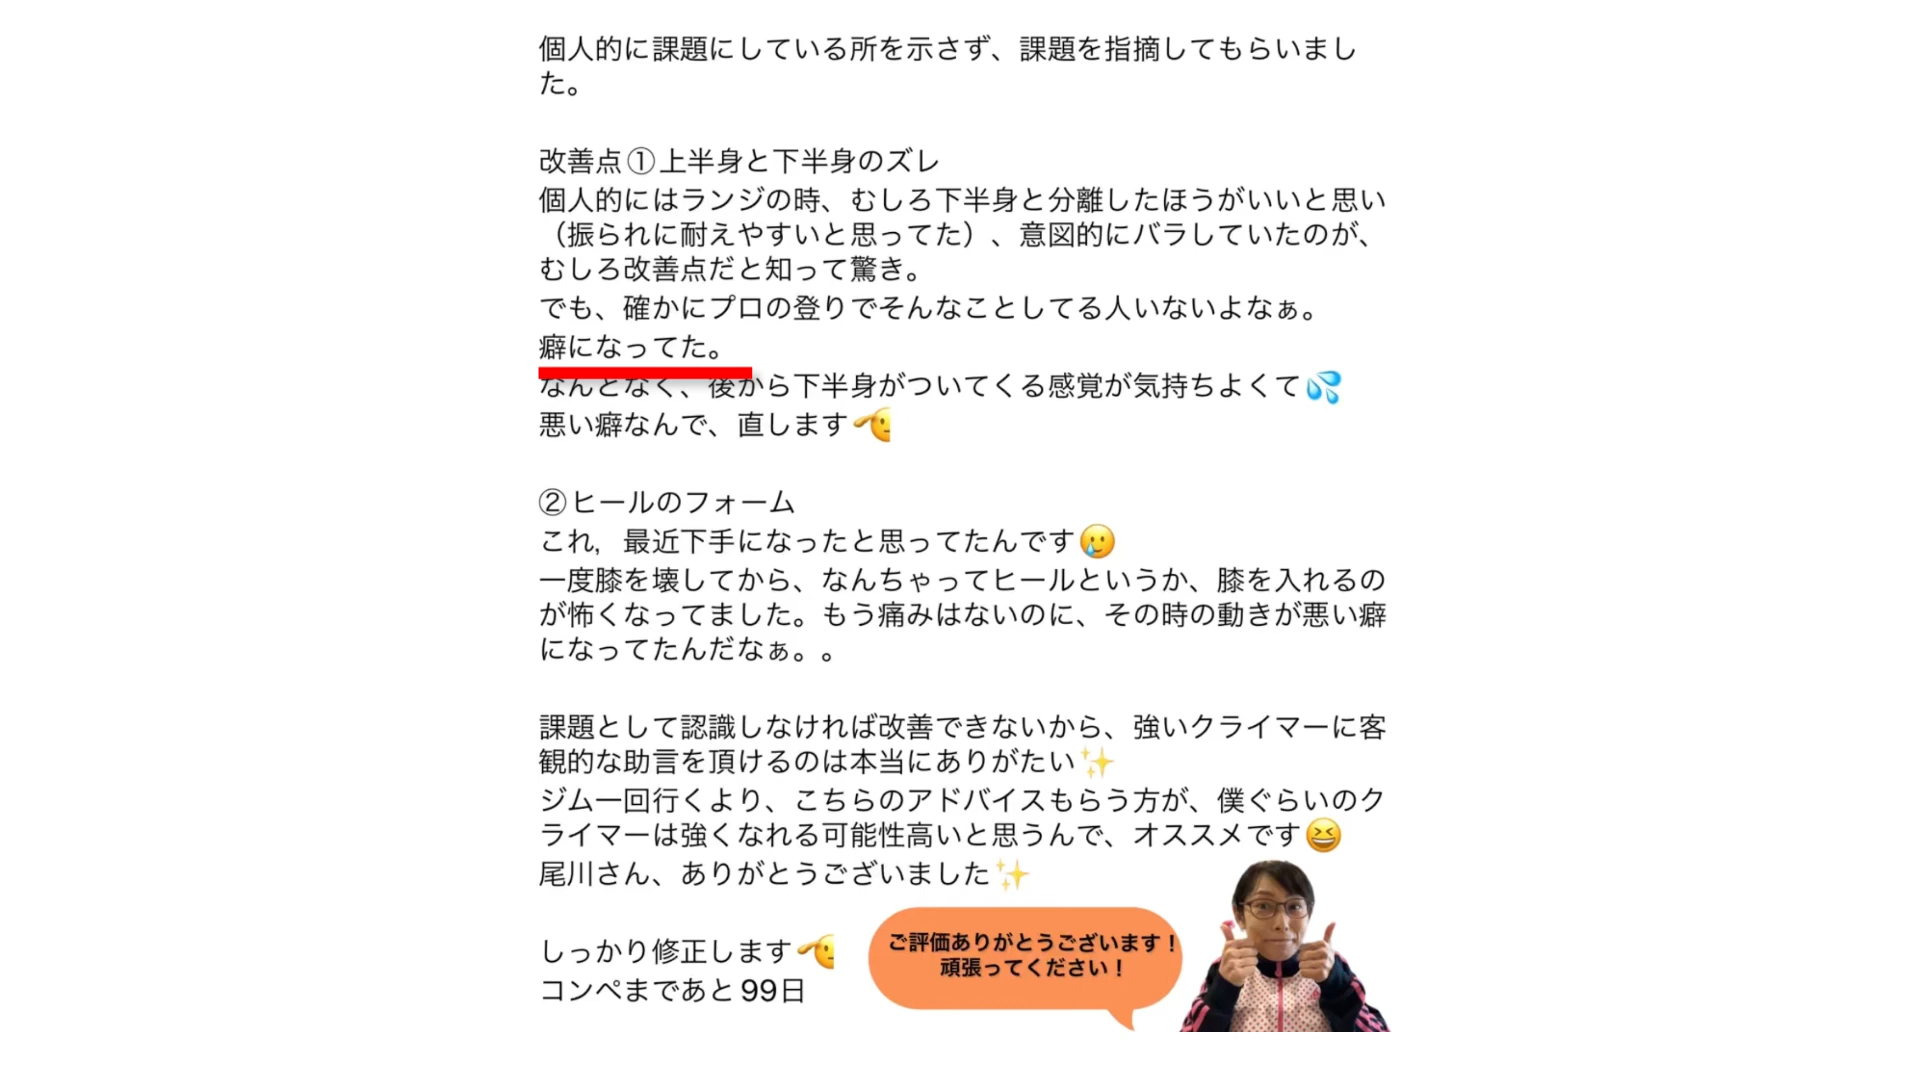 個人的に課題にしている所を示さず、課題を指摘してもらいまし
た。
改善点①上半身と下半身のズレ
個人的にはランジの時、むしろ下半身と分離したほうがいいと思い
（振られに耐えやすいと思ってた）、意図的にバラしていたのが、
むしろ改善点だと知って驚き。
でも、確かにプロの登りでそんなことしてる人いないよなぁ。
癖になってた。
なんとなく、後から下半身がついてくる感覚が気持ちよくて💦
悪い癖なんで、直します🫡
②ヒールのフォーム
これ，最近下手になったと思ってたんです🥲
一度膝を壊してから、なんちゃってヒールというか、膝を入れるの
が怖くなってました。もう痛みはないのに、その時の動きが悪い癖
になってたんだなぁ。。
課題として認識しなければ改善できないから、強いクライマーに客
観的な助言を頂けるのは本当にありがたい✨
ジム一回行くより、こちらのアドバイスもらう方が、僕ぐらいのク
ライマーは強くなれる可能性高いと思うんで、オススメです😆
尾川さん、ありがとうございました✨
しっかり修正します🫡
コンペまであと99日
ご評価ありがとうございます！
頑張ってください！